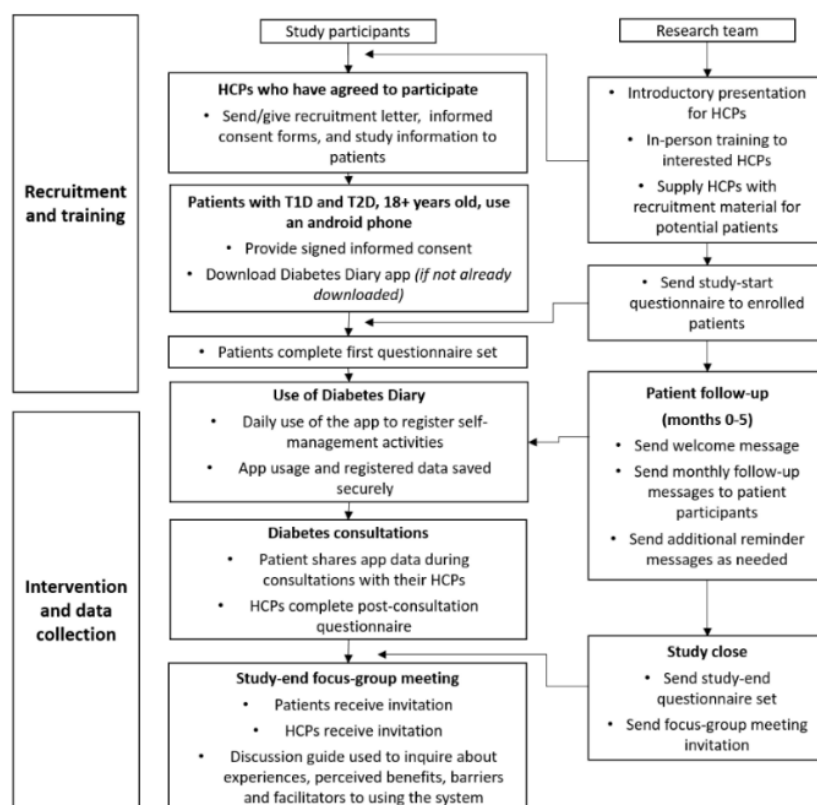 Study participants
Research team
Recruitment
and training
HCPs who have agreed to participate
• Send/give recruitment letter, informed
consent forms, and study information to
patients
• Introductory presentation
for HCPs
• In-person training to
interested HCPs
• Supply HCPs with
recruitment material for
potential patients
Patients with T1D and T2D, 18+ years old, use
an android phone
• Provide signed informed consent
• Download Diabetes Diary app (if not already
downloaded)
• Send study-start
questionnaire to enrolled
patients
• Patients complete first questionnaire set
Intervention
and data
collection
Use of Diabetes Diary
• Daily use of the app to register self-
management activities
• App usage and registered data saved
securely
Patient follow-up
(months 0-5)
• Send welcome message
• Send monthly follow-up
messages to patient
participants
• Send additional reminder
messages as needed
Diabetes consultations
• Patient shares app data during
consultations with their HCPs
• HCPs complete post-consultation
questionnaire
Study close
• Send study-end
questionnaire set
• Send focus-group meeting
invitation
Study-end focus-group meeting
• Patients receive invitation
• HCPs receive invitation
• Discussion guide used to inquire about
experiences, perceived benefits, barriers
and facilitators to using the system